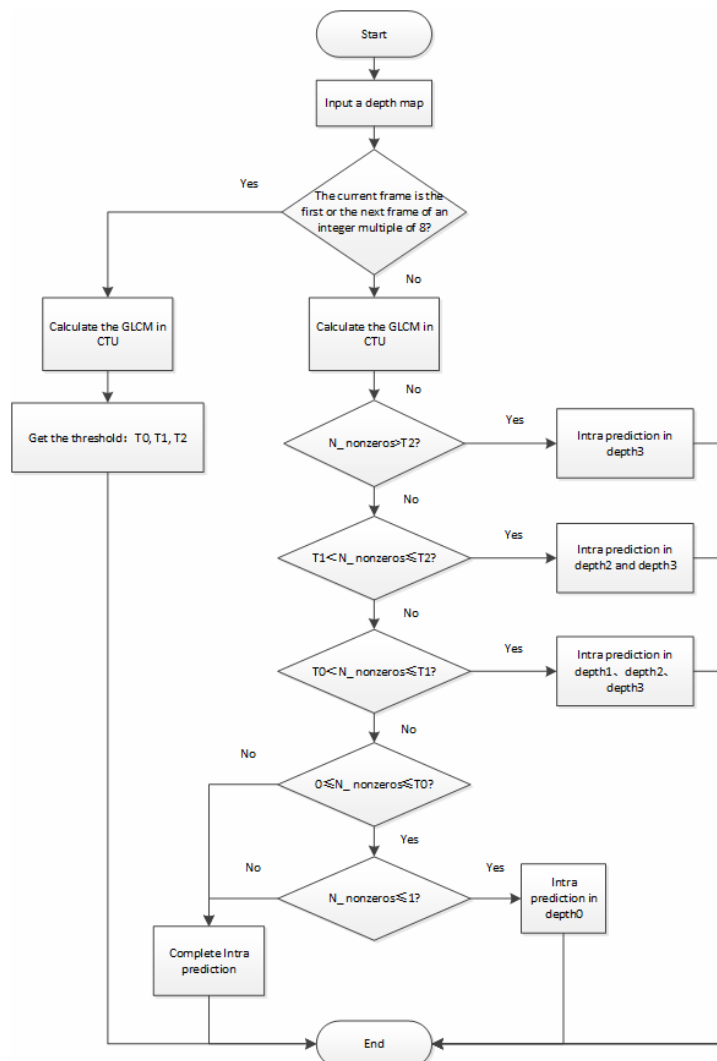 Start
Input a depth map
Yes
The current frame is the
first or the next frame of an
integer multiple of 8?
No
Calculate the GLCM in
CTU
Calculate the GLCM in
CTU
No
Get the threshold：T0, T1, T2
N_nonzeros>T2?
Yes
Intra prediction in
depth3
No
T1＜N_nonzeros≤T2?
Yes
Intra prediction in
depth2 and depth3
No
T0＜N_nonzeros≤T1?
Yes
Intra prediction in
depth1、depth2、
depth3
No
No
0≤N_nonzeros≤T0?
Yes
No
N_nonzeros≤1?
Yes
Intra
prediction in
depth0
Complete Intra
prediction
End